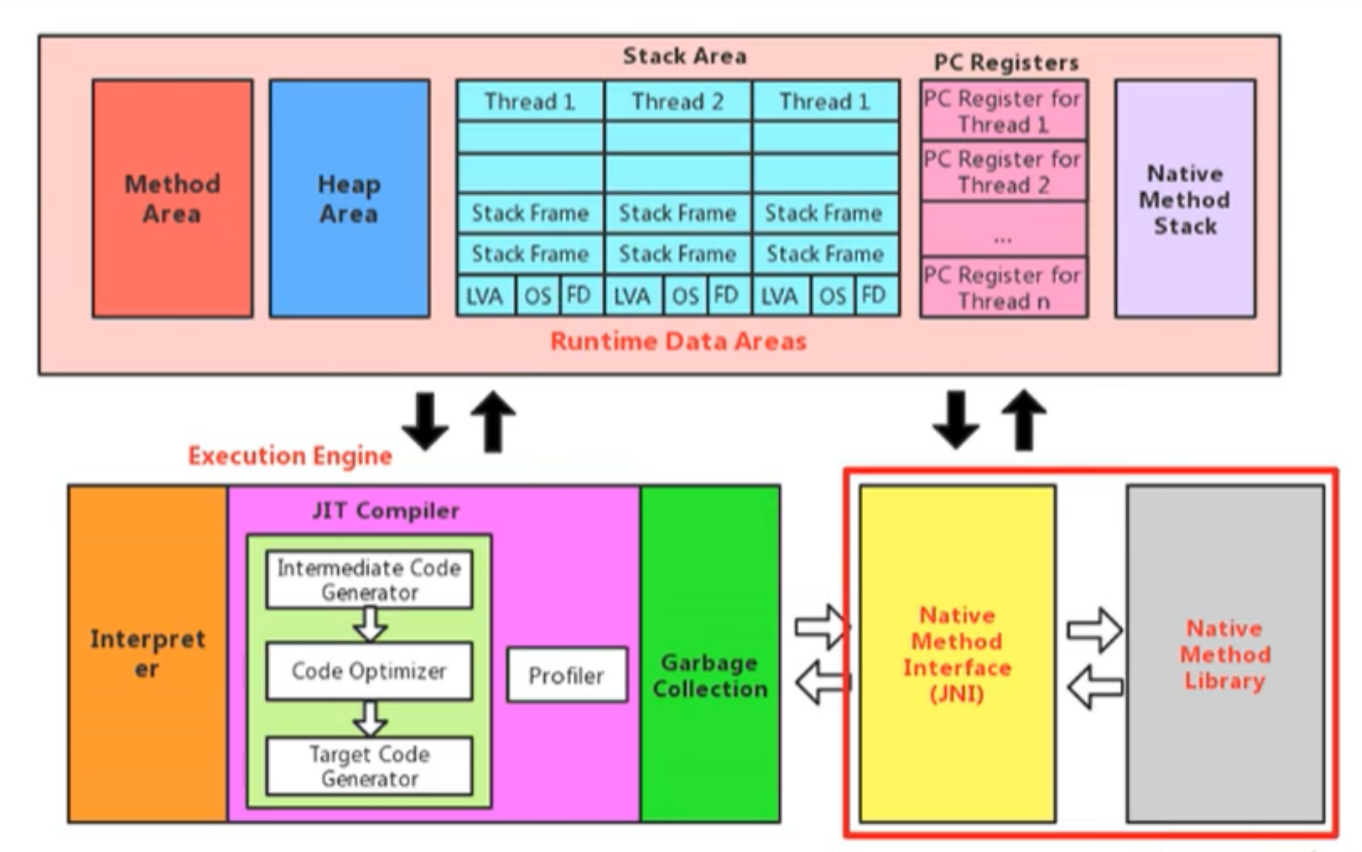 Stack Area
PC Registers
Method
Area
Heap
Area
Thread 1
Thread 2
Thread 1
Stack Frame
Stack Frame
Stack Frame
Stack Frame
Stack Frame
Stack Frame
LVA
OS
FD
LVA
OS
FD
LVA
OS
FD
PC Register for
Thread 1
PC Register for
Thread 2
...
PC Register for
Thread n
Native
Method
Stack
Runtime Data Areas
Execution Engine
Interpret
er
JIT Compiler
Intermediate Code
Generator
Code Optimizer
Target Code
Generator
Profiler
Garbage
Collection
Native
Method
Interface
(JNI)
Native
Method
Library